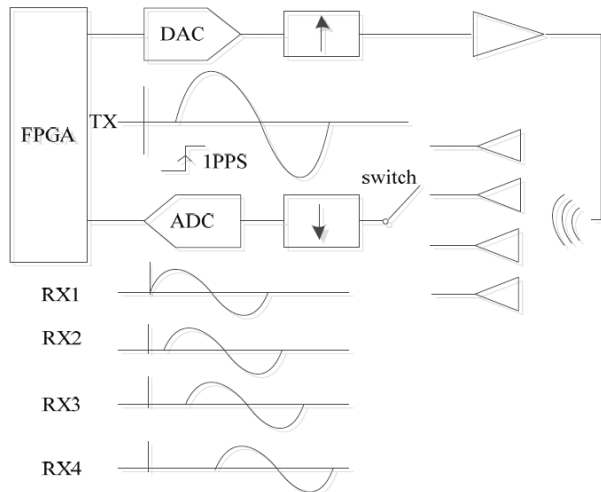 DAC
FPGA
TX
1PPS
switch
ADC
RX1
RX2
RX3
RX4